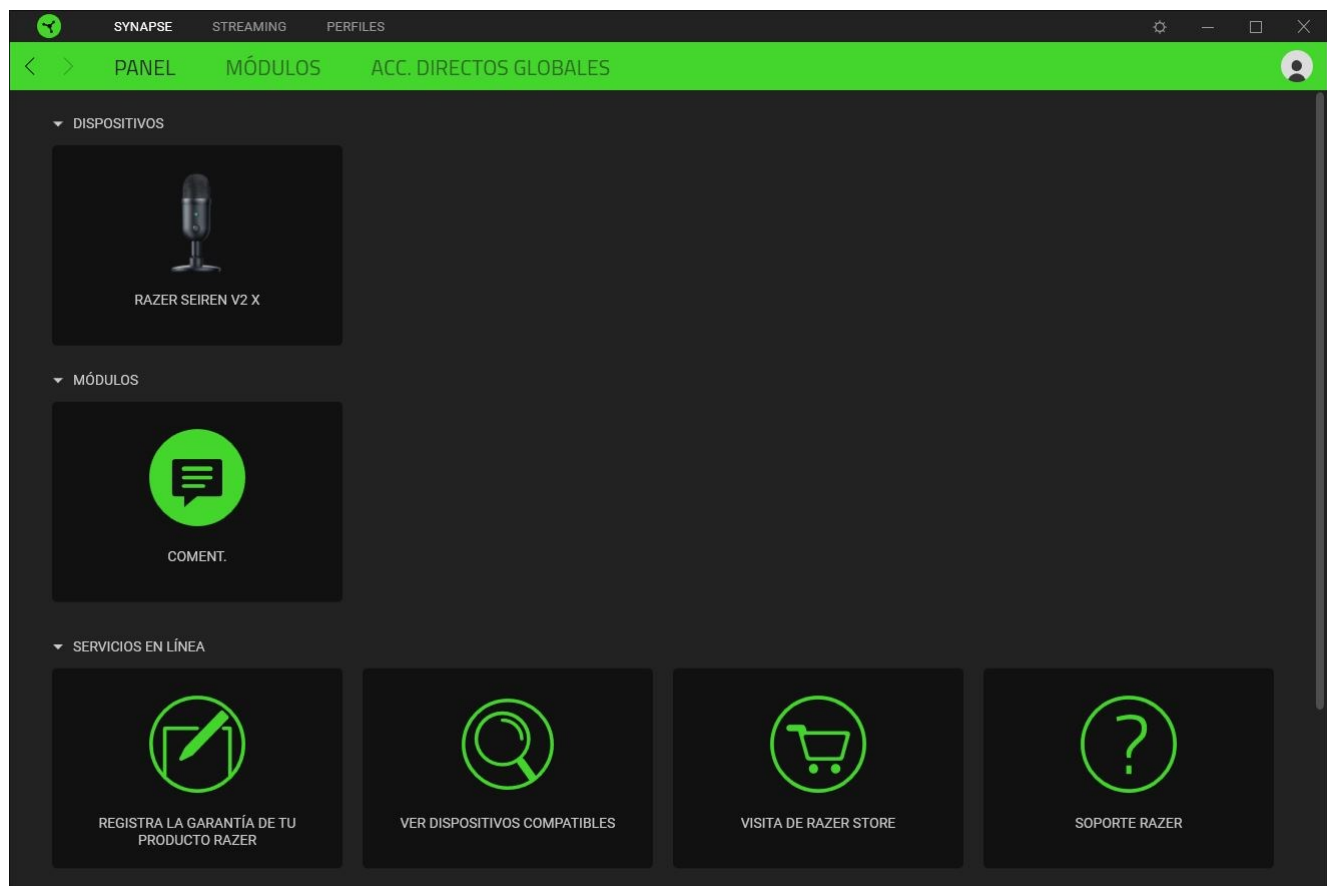 SYNAPSE STREAMING PERFILES
PANEL MÓDULOS ACC. DIRECTOS GLOBALES
DISPOSITIVOS
RAZER SEIREN V2 X
MÓDULOS
COMENT.
SERVICIOS EN LÍNEA
REGISTRA LA GARANTÍA DE TU
PRODUCTO RAZER
VER DISPOSITIVOS COMPATIBLES
VISITA DE RAZER STORE
SOPORTE RAZER